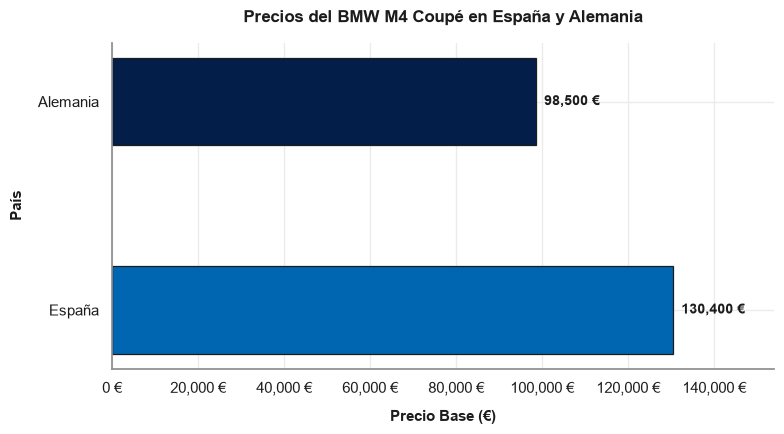 Precios del BMW M4 Coupé en España y Alemania
Alemania
98,500 €
País
España
130,400 €
0 €
20,000 €
40,000 €
60,000 €
80,000 €
100,000 €
120,000 €
140,000 €
Precio Base (€)